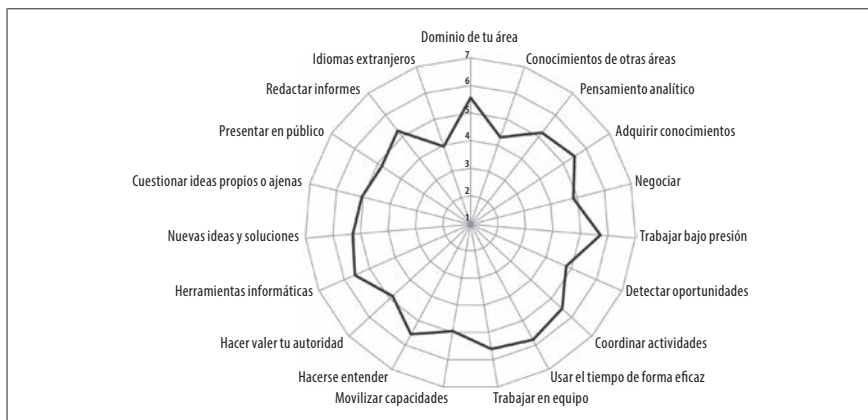 Dominio de tu área
Conocimientos de otras áreas
Pensamiento analítico
Adquirir conocimientos
Negociar
Trabajar bajo presión
Detectar oportunidades
Coordinar actividades
Usar el tiempo de forma eficaz
Trabajar en equipo
Movilizar capacidades
Hacerse entender
Hacer valer tu autoridad
Herramientas informáticas
Nuevas ideas y soluciones
Cuestionar ideas propios o ajenas
Presentar en público
Redactar informes
Idiomas extranjeros
7
6
5
4
3
2
1